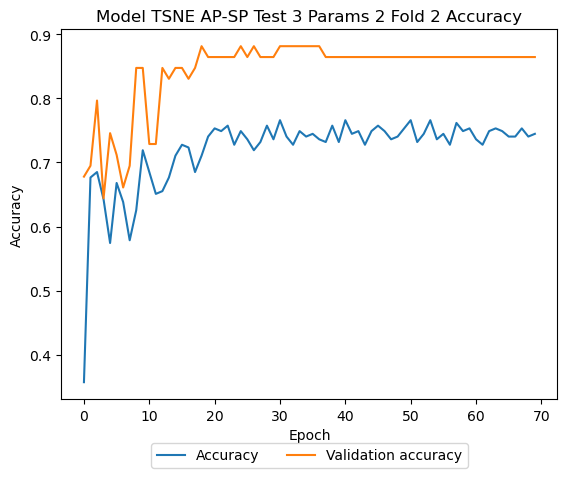 Model TSNE AP-SP Test 3 Params 2 Fold 2 Accuracy
0.9
0.8
0.7
0.6
0.5
0.4
Accuracy
0 10 20 30 40 50 60 70
Epoch
Accuracy Validation accuracy